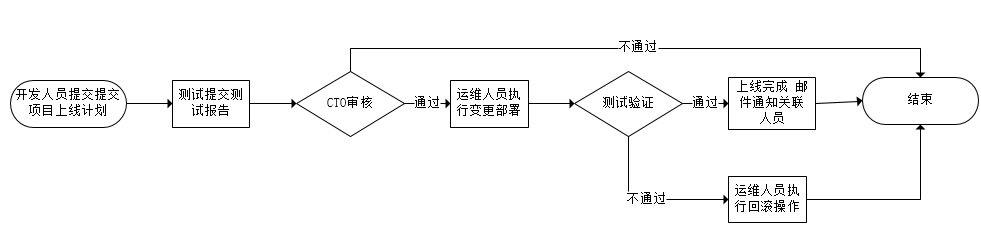 不通过
开发人员提交提交
项目上线计划
测试提交测
试报告
CTO审核
通过
运维人员执
行变更部署
测试验证
通过
上线完成 邮
件通知关联
人员
结束
不通过
运维人员执
行回滚操作